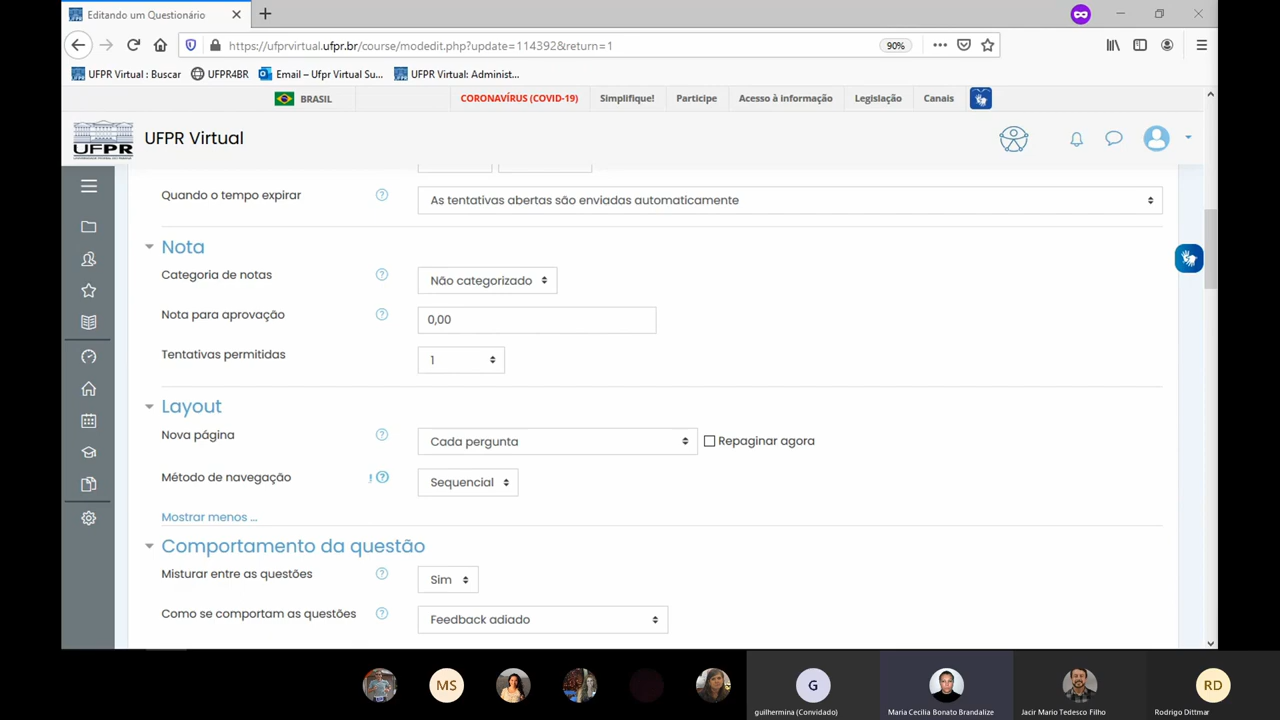 Editando um Questionário
https://ufprvirtual.ufpr.br/course/modedit.php?update=114392&return=1
90%
UFPR Virtual : Buscar
UFPR4BR
Email – Ufpr Virtual Su...
UFPR Virtual: Administ...
BRASIL
CORONAVÍRUS (COVID-19)
Simplifique!
Participe
Acesso à informação
Legislação
Canais
UFPR
UFPR Virtual
Quando o tempo expirar
As tentativas abertas são enviadas automaticamente
Nota
Categoria de notas
Não categorizado
Nota para aprovação
0,00
Tentativas permitidas
1
Layout
Nova página
Cada pergunta
Repaginar agora
Método de navegação
Sequencial
Mostrar menos ...
Comportamento da questão
Misturar entre as questões
Sim
Como se comportam as questões
Feedback adiado
MS
G
RD
guilhermina (Convidado)
Maria Cecilia Bonato Brandalize
Jacir Mario Tedesco Filho
Rodrigo Dittmar